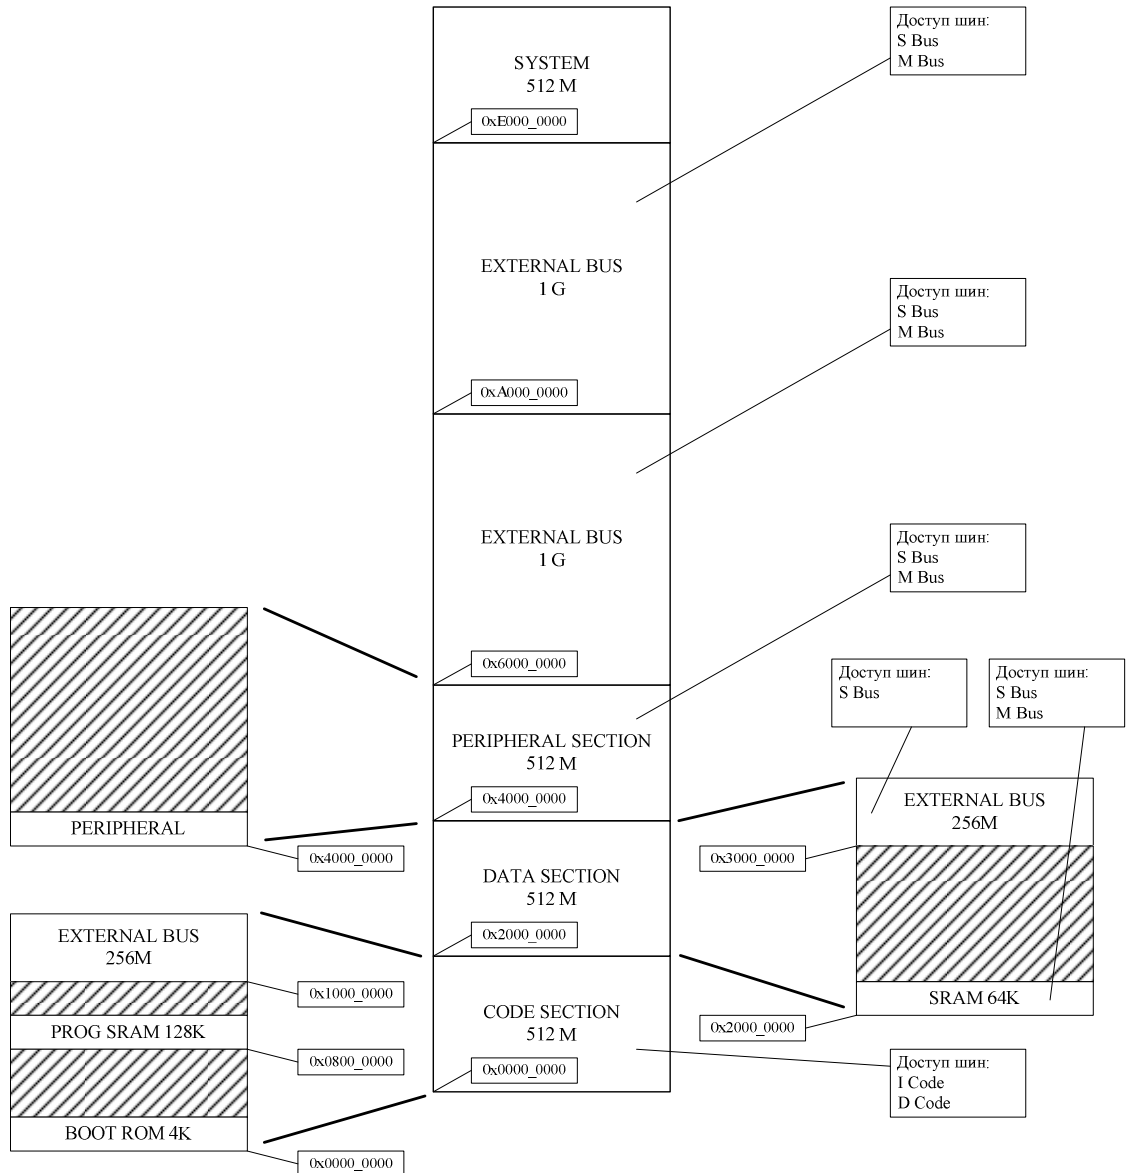 Доступ шин:
S Bus
M Bus
SYSTEM
512 M
0xE000_0000
EXTERNAL BUS
1 G
Доступ шин:
S Bus
M Bus
0xA000_0000
EXTERNAL BUS
1 G
Доступ шин:
S Bus
M Bus
0x6000_0000
Доступ шин:
S Bus
Доступ шин:
S Bus
M Bus
PERIPHERAL SECTION
512 M
0x4000_0000
PERIPHERAL
0x4000_0000
EXTERNAL BUS
256M
0x3000_0000
DATA SECTION
512 M
0x2000_0000
EXTERNAL BUS
256M
0x1000_0000
SRAM 64K
0x2000_0000
CODE SECTION
512 M
0x0000_0000
PROG SRAM 128K
0x0800_0000
Доступ шин:
I Code
D Code
BOOT ROM 4K
0x0000_0000